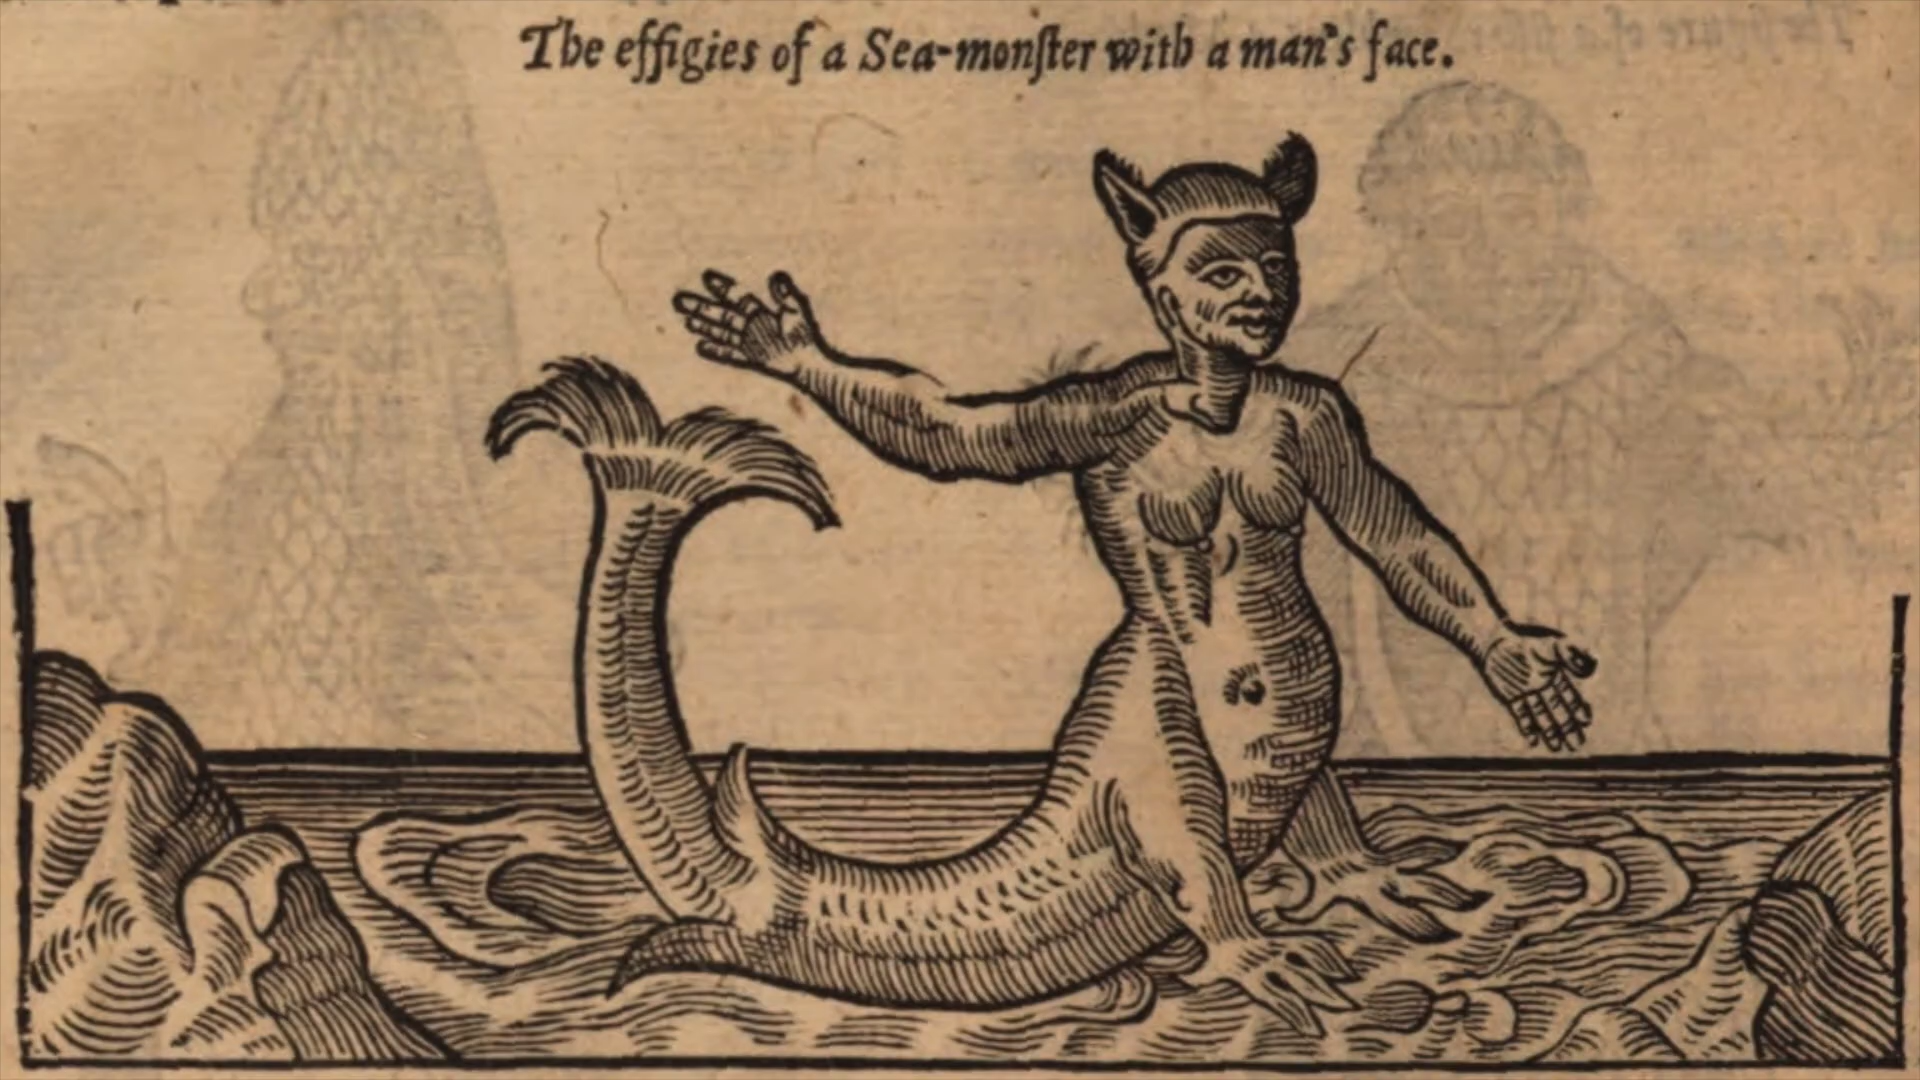 The effigies of a Sea-monſter with a man's face.